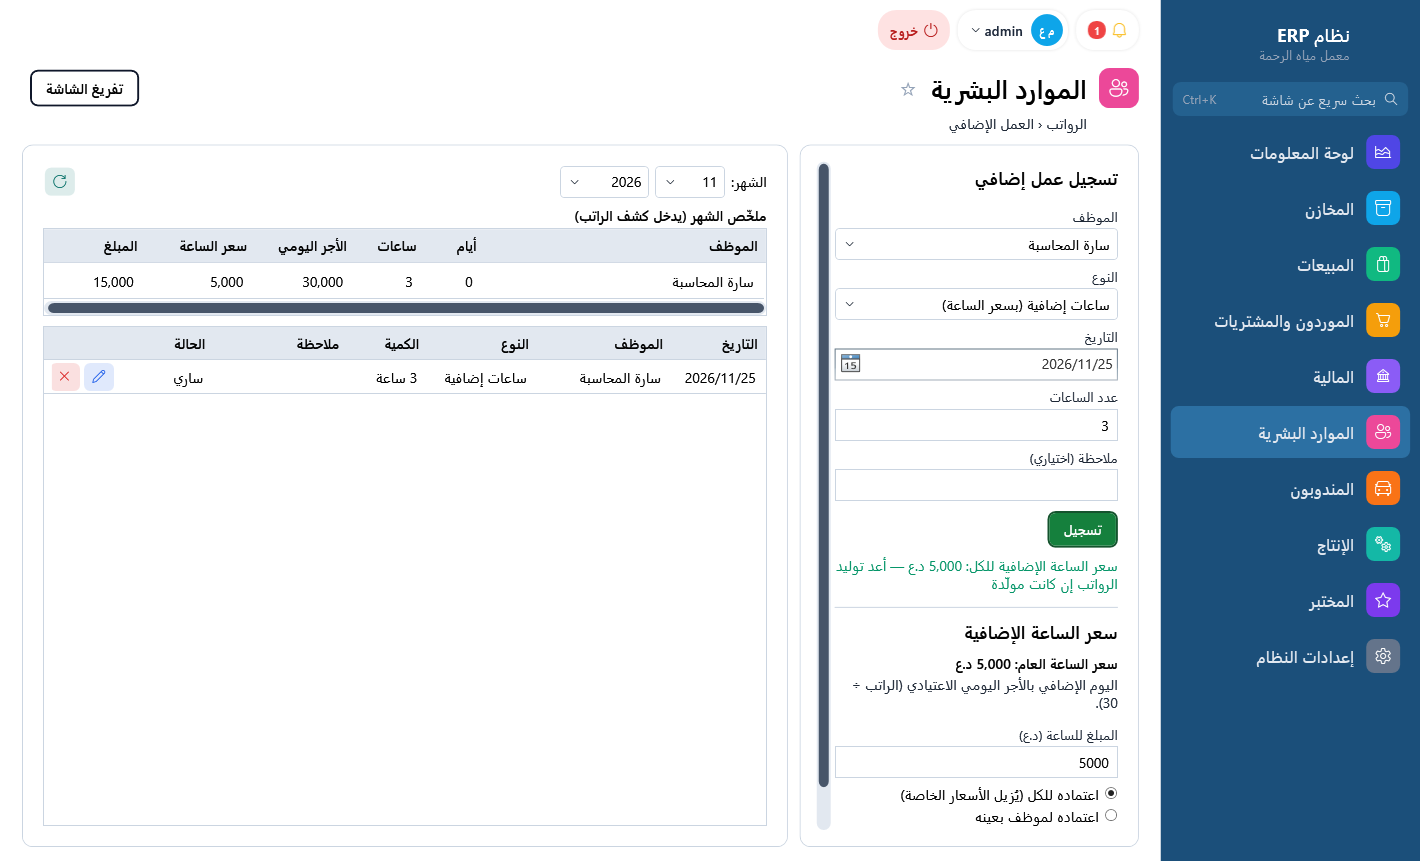 نظام ERP
معمل مياه الرحمة
بحث سريع عن شاشة Ctrl+K
لوحة المعلومات
المخازن
المبيعات
الموردون والمشتريات
المالية
الموارد البشرية
المندوبون
الإنتاج
المختبر
إعدادات النظام
1
م ع admin
خروج
الموارد البشرية
الرواتب › العمل الإضافي
تفريغ الشاشة
تسجيل عمل إضافي
الموظف
سارة المحاسبة
النوع
ساعات إضافية (بسعر الساعة)
التاريخ
2026/11/25 15
عدد الساعات
3
ملاحظة (اختياري)
تسجيل
سعر الساعة الإضافية للكل: 5,000 د.ع — أعد توليد
الرواتب إن كانت مولّدة
سعر الساعة الإضافية
سعر الساعة العام: 5,000 د.ع
اليوم الإضافي بالأجر اليومي الاعتيادي (الراتب ÷
30).
المبلغ للساعة (د.ع)
5000
اعتماده للكل (يُزيل الأسعار الخاصة)
اعتماده لموظف بعينه
الشهر: 11 2026
ملخّص الشهر (يدخل كشف الراتب)
الموظف أيام ساعات الأجر اليومي سعر الساعة المبلغ
سارة المحاسبة 0 3 30,000 5,000 15,000
التاريخ الموظف النوع الكمية ملاحظة الحالة
2026/11/25 سارة المحاسبة ساعات إضافية 3 ساعة ساري